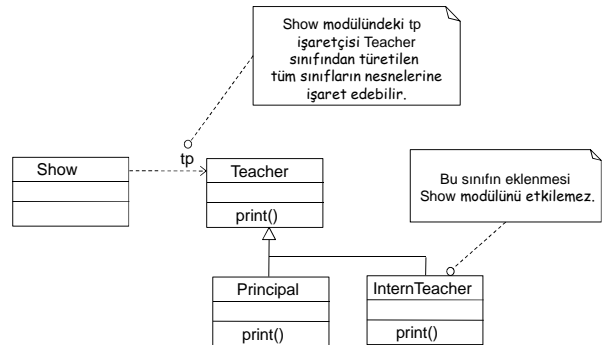 Show modülündeki tp
işaretçisi Teacher
sınıfından türetilen
tüm sınıfların nesnelerine
işaret edebilir.
tp
Show
Teacher
print()
Bu sınıfın eklenmesi
Show modülünü etkilemez.
Principal
print()
InternTeacher
print()